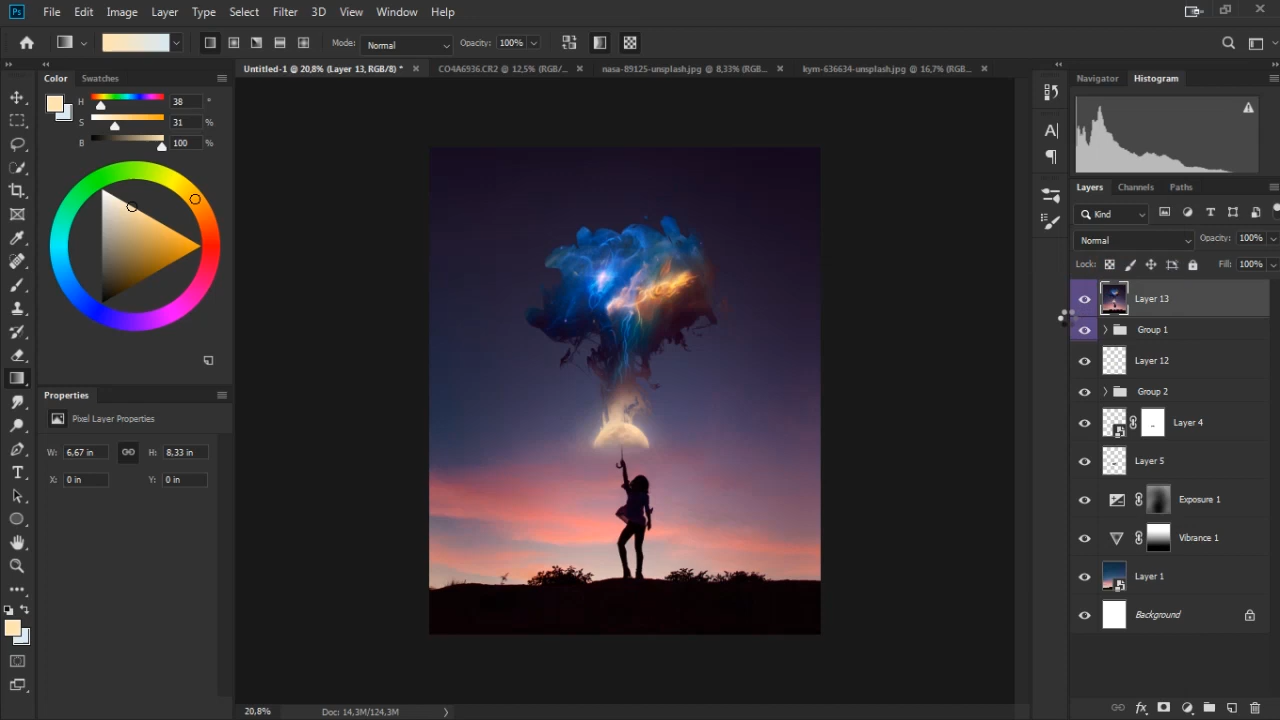 Ps File Edit Image Layer Type Select Filter 3D View Window Help
Mode: Normal Opacity: 100%
Untitled-1 @ 20,8% (Layer 13, RGB/8) * CO4A6936.CR2 @ 12,5% (RGB/... nasa-89125-unsplash.jpg @ 8,33% (RGB... kym-636634-unsplash.jpg @ 16,7% (RGB...
Color Swatches
H 38 °
S 31 %
B 100 %
Properties
Pixel Layer Properties
W: 6,67 in H: 8,33 in
X: 0 in Y: 0 in
Navigator Histogram
Layers Channels Paths
Kind
Normal Opacity: 100%
Lock: Fill: 100%
Layer 13
Group 1
Layer 12
Group 2
Layer 4
Layer 5
Exposure 1
Vibrance 1
Layer 1
Background
20,8% Doc: 14,3M/124,3M